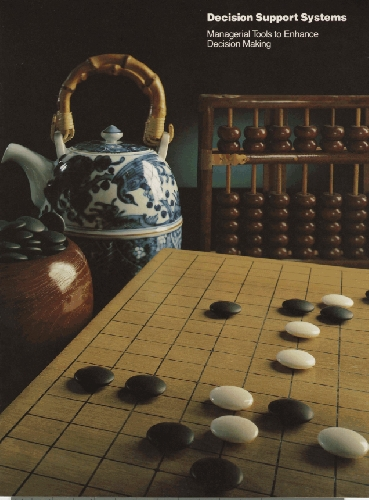 Decision Support Systems
Managerial Tools to Enhance
Decision Making